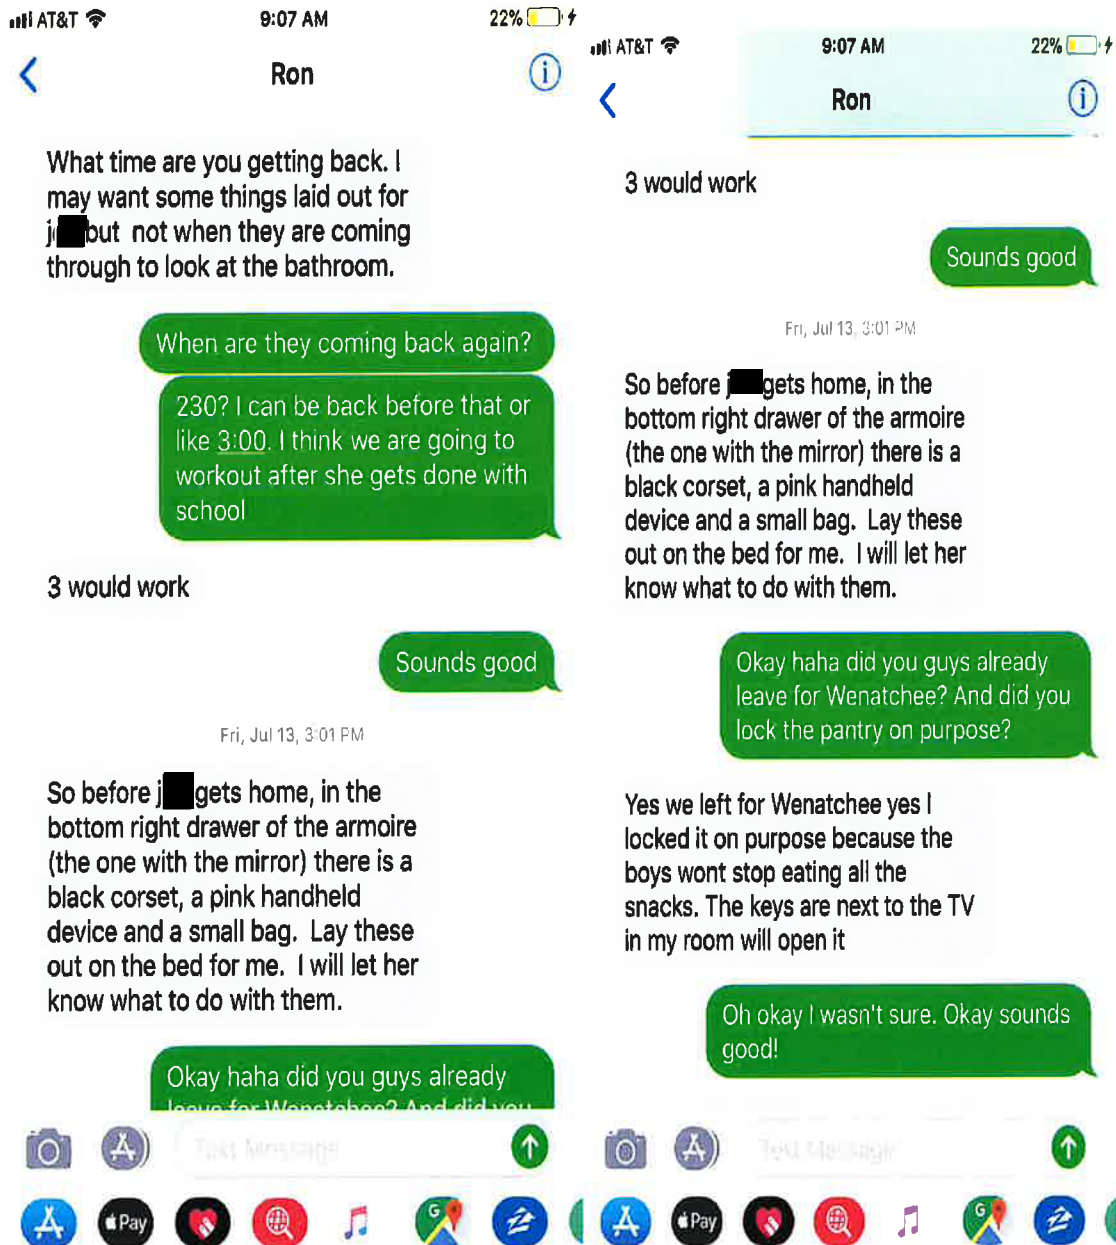 AT&T
9:07 AM
22%
Ron
What time are you getting back. I
may want some things laid out for
j but not when they are coming
through to look at the bathroom.
When are they coming back again?
230? I can be back before that or
like 3:00. I think we are going to
workout after she gets done with
school
3 would work
Sounds good
Fri, Jul 13, 3:01 PM
So before j gets home, in the
bottom right drawer of the armoire
(the one with the mirror) there is a
black corset, a pink handheld
device and a small bag. Lay these
out on the bed for me. I will let her
know what to do with them.
Okay haha did you guys already
leave for Wenatchee? And did you
Text Message
Pay
G
AT&T
9:07 AM
22%
Ron
3 would work
Sounds good
Fri, Jul 13, 3:01 PM
So before j gets home, in the
bottom right drawer of the armoire
(the one with the mirror) there is a
black corset, a pink handheld
device and a small bag. Lay these
out on the bed for me. I will let her
know what to do with them.
Okay haha did you guys already
leave for Wenatchee? And did you
lock the pantry on purpose?
Yes we left for Wenatchee yes I
locked it on purpose because the
boys wont stop eating all the
snacks. The keys are next to the TV
in my room will open it
Oh okay I wasn't sure. Okay sounds
good!
Text Message
Pay
G